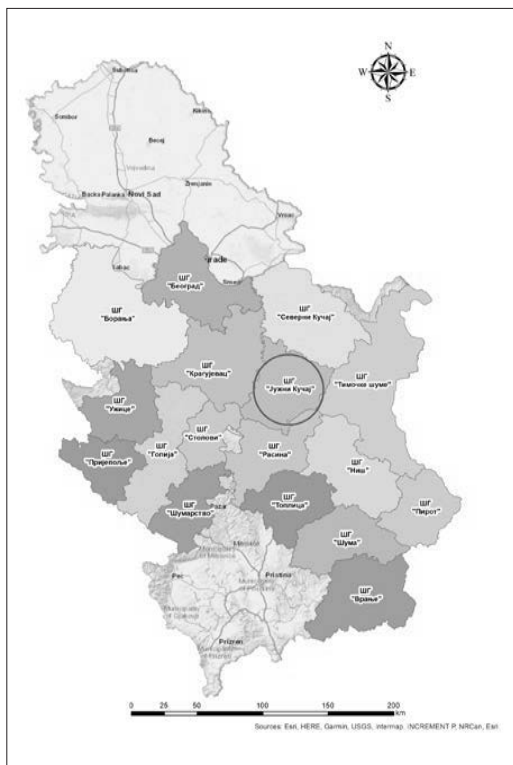 N
W E
S
Subotica
Sombor
Becej
Backa Palanka
Novi Sad
Zrenjanin
Vrsac
ШГ
"Београд"
ШГ
"Борања"
ШГ
"Северни Кучај"
ШГ
"Крагујевац"
ШГ
"Јужни Кучај"
ШГ
"Тимочке шуме"
ШГ
"Ужице"
ШГ
"Столови"
ШГ
"Голија"
ШГ
"Расина"
ШГ
"Ниш"
ШГ
"Пријепоље"
ШГ
"Шумарство"
ШГ
"Топлица"
ШГ
"Пирот"
ШГ
"Шума"
ШГ
"Врање"
Pec
Pristina
Prizren
0 25 50 100 150 200
km
Sources: Esri, HERE, Garmin, USGS, Intermap, INCREMENT P, NRCan, Esri